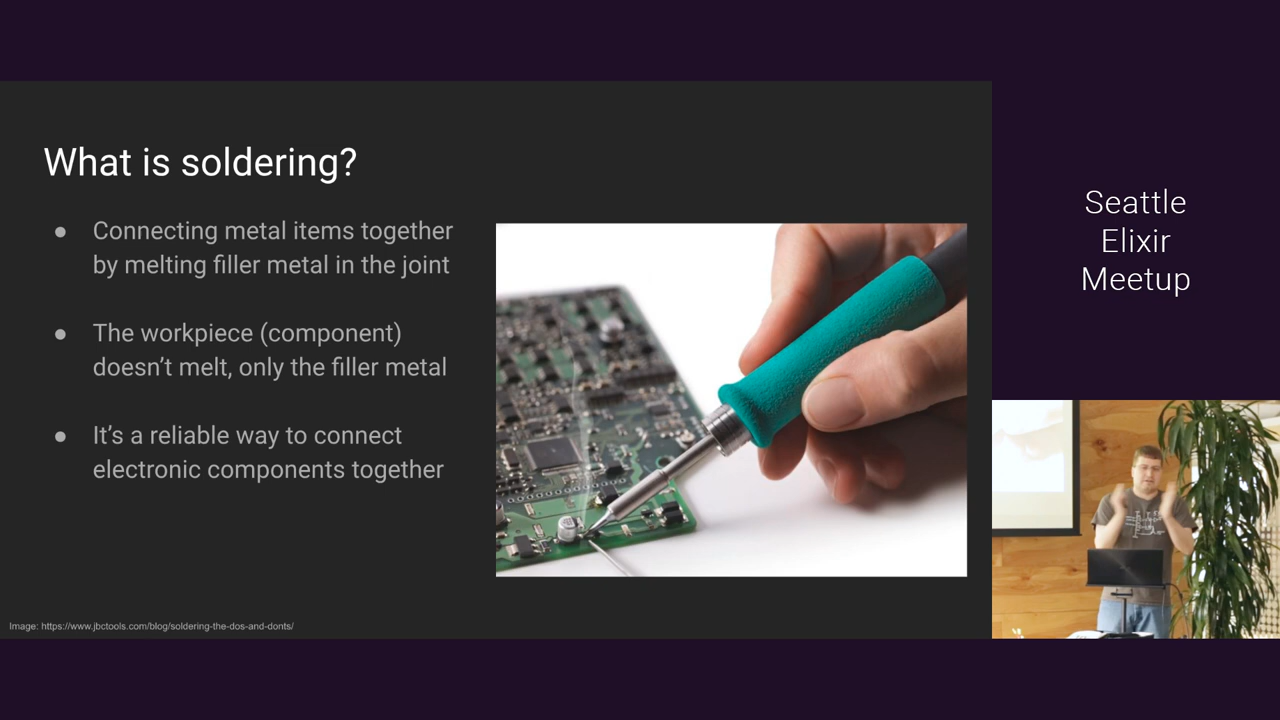 What is soldering?
● Connecting metal items together
by melting filler metal in the joint
● The workpiece (component)
doesn’t melt, only the filler metal
● It’s a reliable way to connect
electronic components together
Image: https://www.jbctools.com/blog/soldering-the-dos-and-donts/
Seattle
Elixir
Meetup